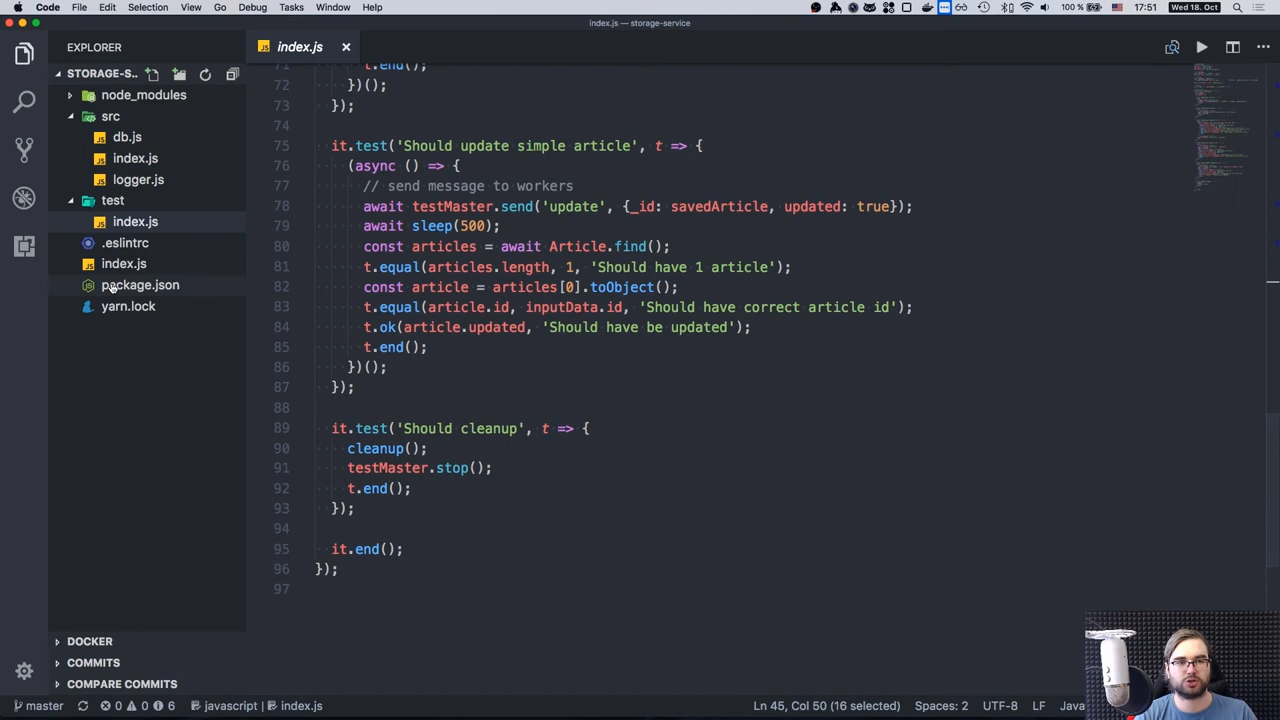 Code File Edit Selection View Go Debug Tasks Window Help 100 % 17:51 Wed 18. Oct
index.js — storage-service
EXPLORER
index.js
STORAGE-S..
node_modules
src
db.js
index.js
logger.js
test
index.js
.eslintrc
index.js
package.json
yarn.lock
DOCKER
COMMITS
COMPARE COMMITS
71 t.end();
72 })();
73 });
74
75 it.test('Should update simple article', t => {
76 (async () => {
77 // send message to workers
78 await testMaster.send('update', {_id: savedArticle, updated: true});
79 await sleep(500);
80 const articles = await Article.find();
81 t.equal(articles.length, 1, 'Should have 1 article');
82 const article = articles[0].toObject();
83 t.equal(article.id, inputData.id, 'Should have correct article id');
84 t.ok(article.updated, 'Should have be updated');
85 t.end();
86 })();
87 });
88
89 it.test('Should cleanup', t => {
90 cleanup();
91 testMaster.stop();
92 t.end();
93 });
94
95 it.end();
96 });
97
master 0 0 6 javascript | index.js Ln 45, Col 50 (16 selected) Spaces: 2 UTF-8 LF Java